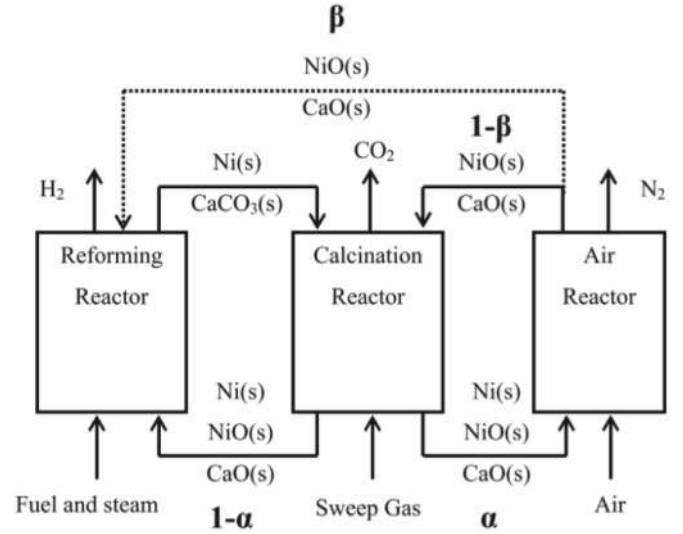 β
NiO(s)
CaO(s)
1-β
Ni(s)
CO₂
NiO(s)
H₂
CaCO₃(s)
CaO(s)
N₂
Reforming
Reactor
Calcination
Reactor
Air
Reactor
Ni(s)
NiO(s)
CaO(s)
Ni(s)
NiO(s)
CaO(s)
Fuel and steam
1-α
Sweep Gas
α
Air